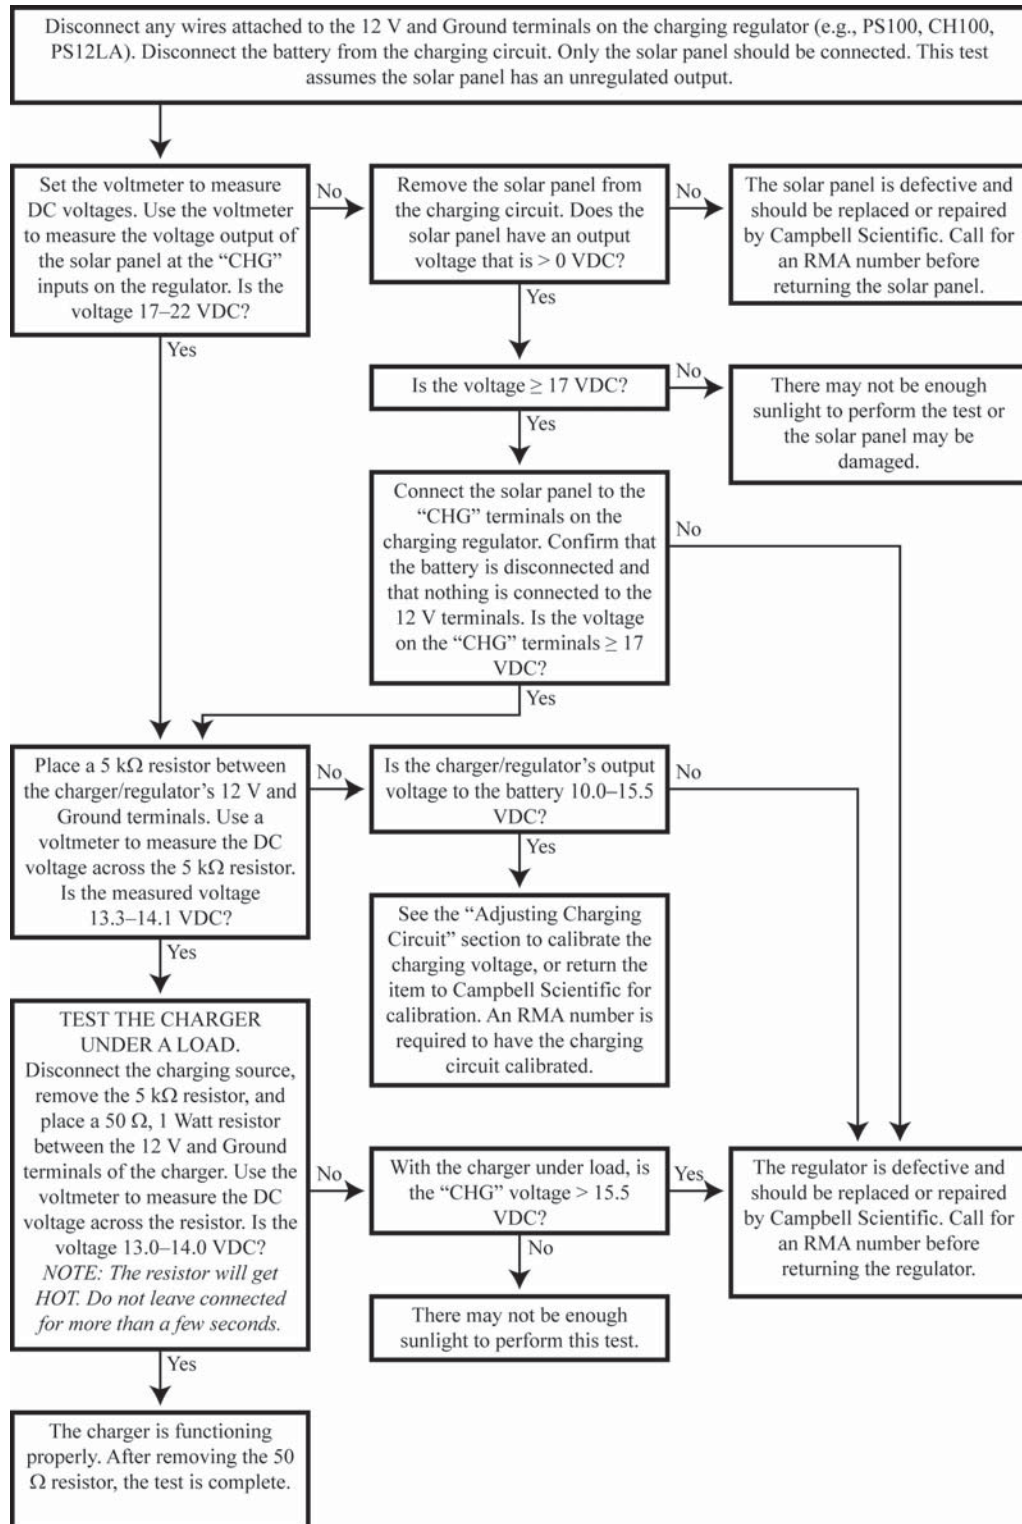 Disconnect any wires attached to the 12 V and Ground terminals on the charging regulator (e.g., PS100, CH100,
PS12LA). Disconnect the battery from the charging circuit. Only the solar panel should be connected. This test
assumes the solar panel has an unregulated output.
Set the voltmeter to measure
DC voltages. Use the voltmeter
to measure the voltage output of
the solar panel at the “CHG”
inputs on the regulator. Is the
voltage 17–22 VDC?
No
Remove the solar panel from
the charging circuit. Does the
solar panel have an output
voltage that is > 0 VDC?
No
The solar panel is defective and
should be replaced or repaired
by Campbell Scientific. Call for
an RMA number before
returning the solar panel.
Yes
Yes
Is the voltage ≥ 17 VDC?
No
There may not be enough
sunlight to perform the test or
the solar panel may be
damaged.
Yes
Connect the solar panel to the
“CHG” terminals on the
charging regulator. Confirm that
the battery is disconnected and
that nothing is connected to the
12 V terminals. Is the voltage
on the “CHG” terminals ≥ 17
VDC?
No
Yes
Place a 5 kΩ resistor between
the charger/regulator’s 12 V and
Ground terminals. Use a
voltmeter to measure the DC
voltage across the 5 kΩ resistor.
Is the measured voltage
13.3–14.1 VDC?
No
Is the charger/regulator’s output
voltage to the battery 10.0–15.5
VDC?
No
Yes
See the “Adjusting Charging
Circuit” section to calibrate the
charging voltage, or return the
item to Campbell Scientific for
calibration. An RMA number is
required to have the charging
circuit calibrated.
Yes
TEST THE CHARGER
UNDER A LOAD.
Disconnect the charging source,
remove the 5 kΩ resistor, and
place a 50 Ω, 1 Watt resistor
between the 12 V and Ground
terminals of the charger. Use the
voltmeter to measure the DC
voltage across the resistor. Is the
voltage 13.0–14.0 VDC?
NOTE: The resistor will get
HOT. Do not leave connected
for more than a few seconds.
No
With the charger under load, is
the “CHG” voltage > 15.5
VDC?
Yes
The regulator is defective and
should be replaced or repaired
by Campbell Scientific. Call for
an RMA number before
returning the regulator.
No
There may not be enough
sunlight to perform this test.
Yes
The charger is functioning
properly. After removing the 50
Ω resistor, the test is complete.